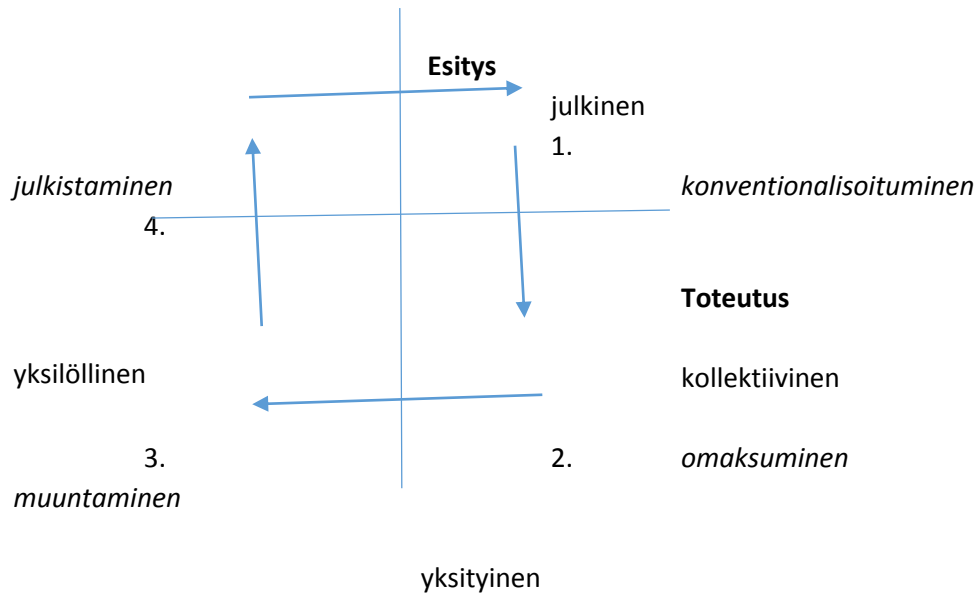 Esitys
julkinen
1.
julkistaminen
konventionalisoituminen
4.
Toteutus
yksilöllinen
kollektiivinen
3.
2.
omaksuminen
muuntaminen
yksityinen